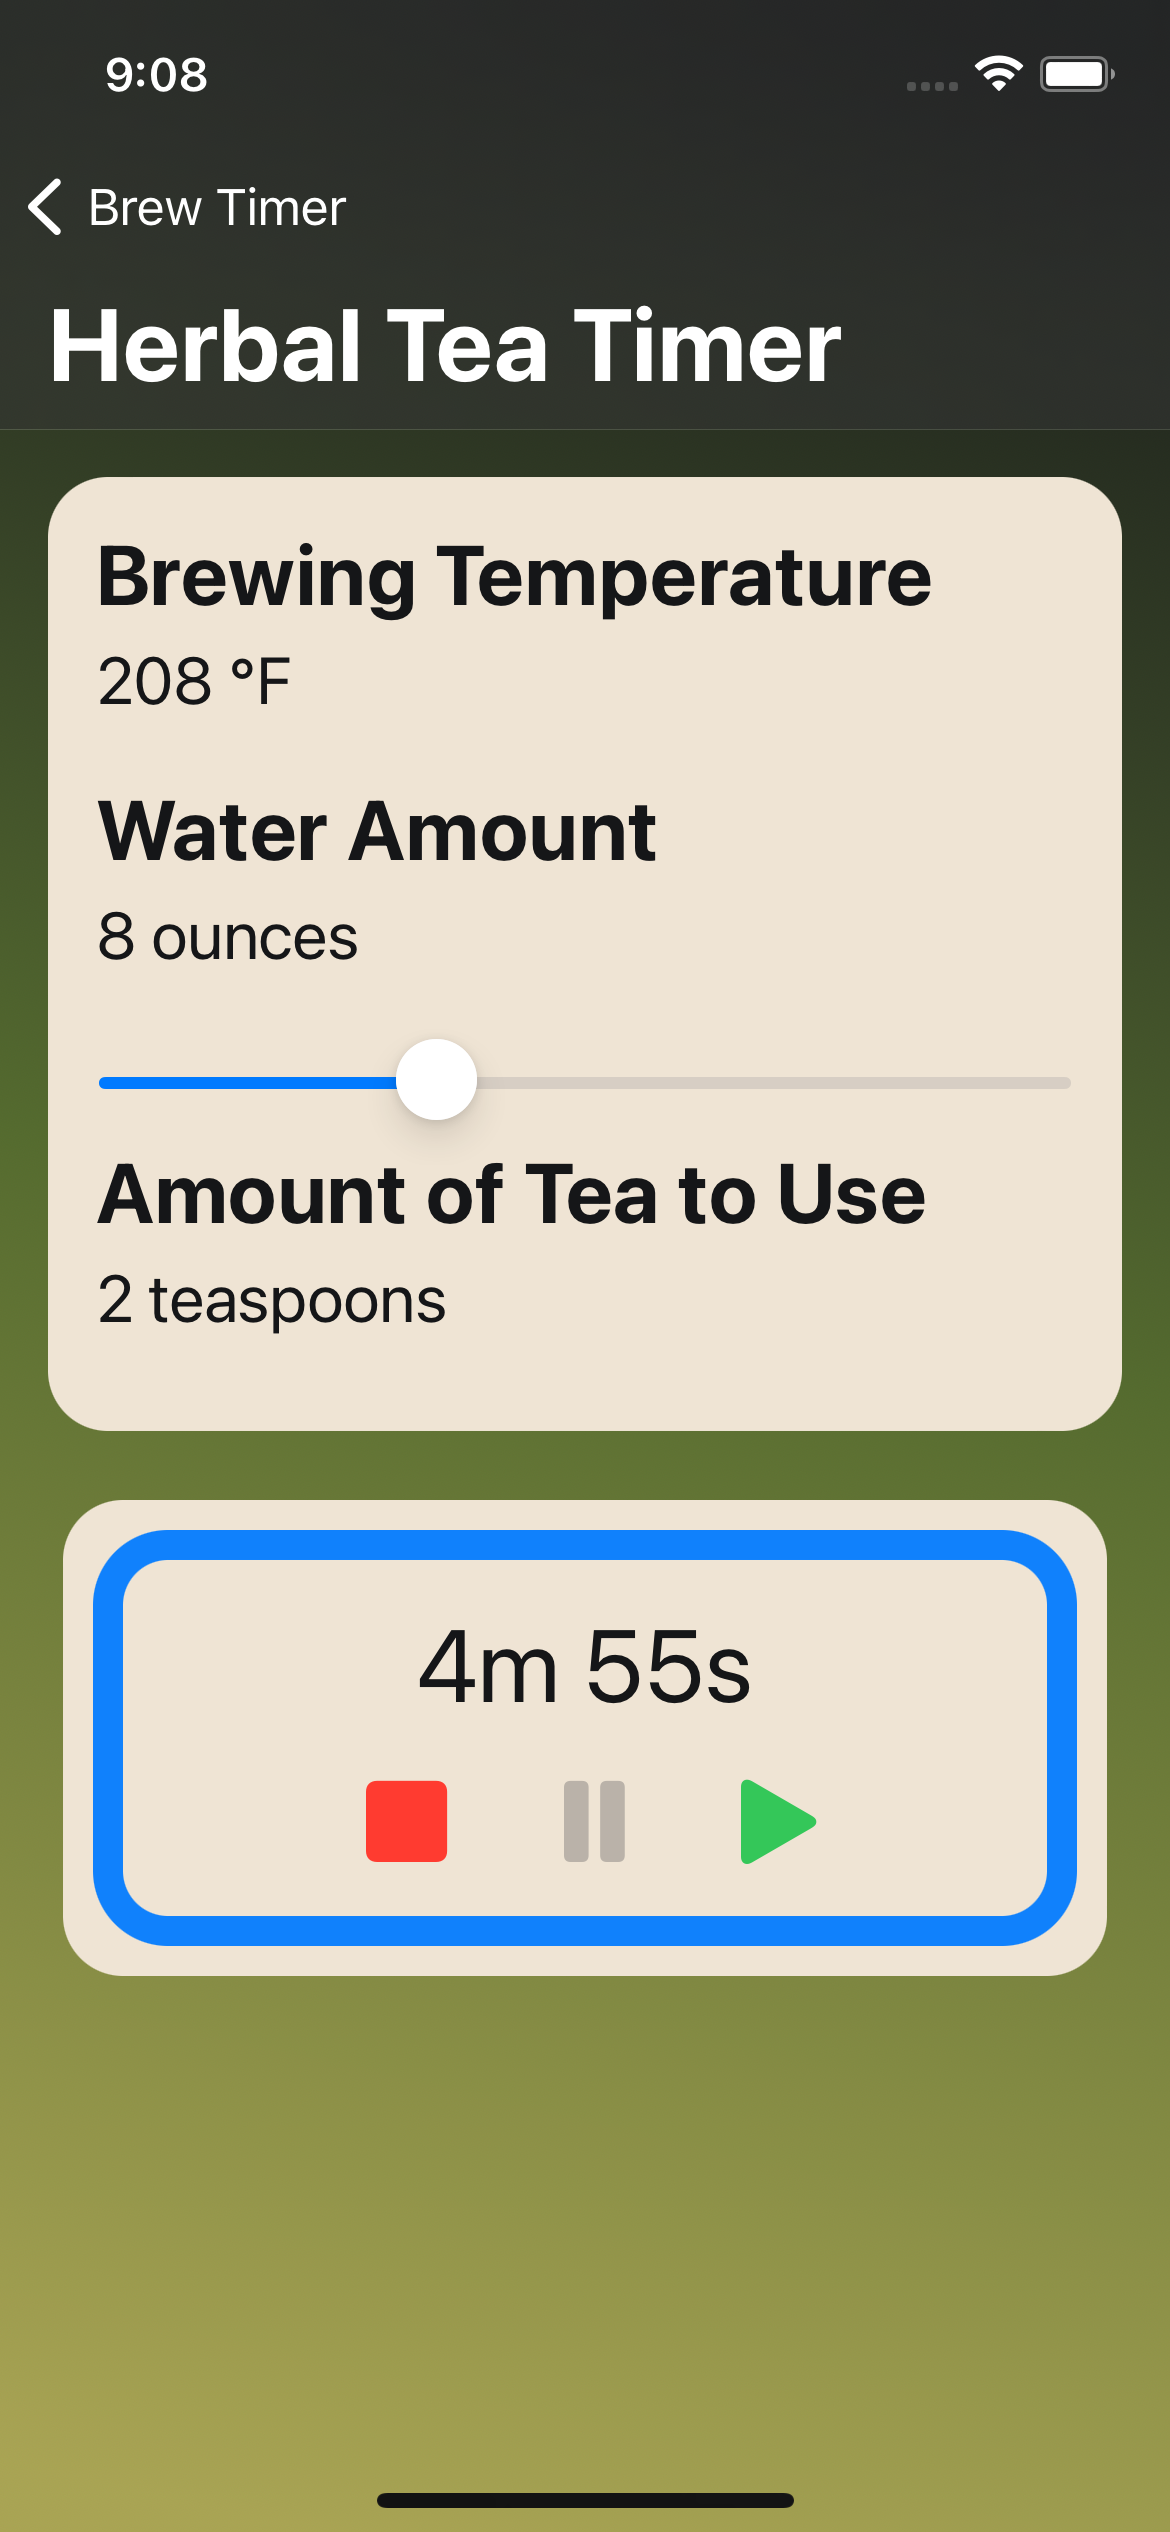 9:08
Brew Timer
Herbal Tea Timer
Brewing Temperature
208 °F
Water Amount
8 ounces
Amount of Tea to Use
2 teaspoons
4m 55s